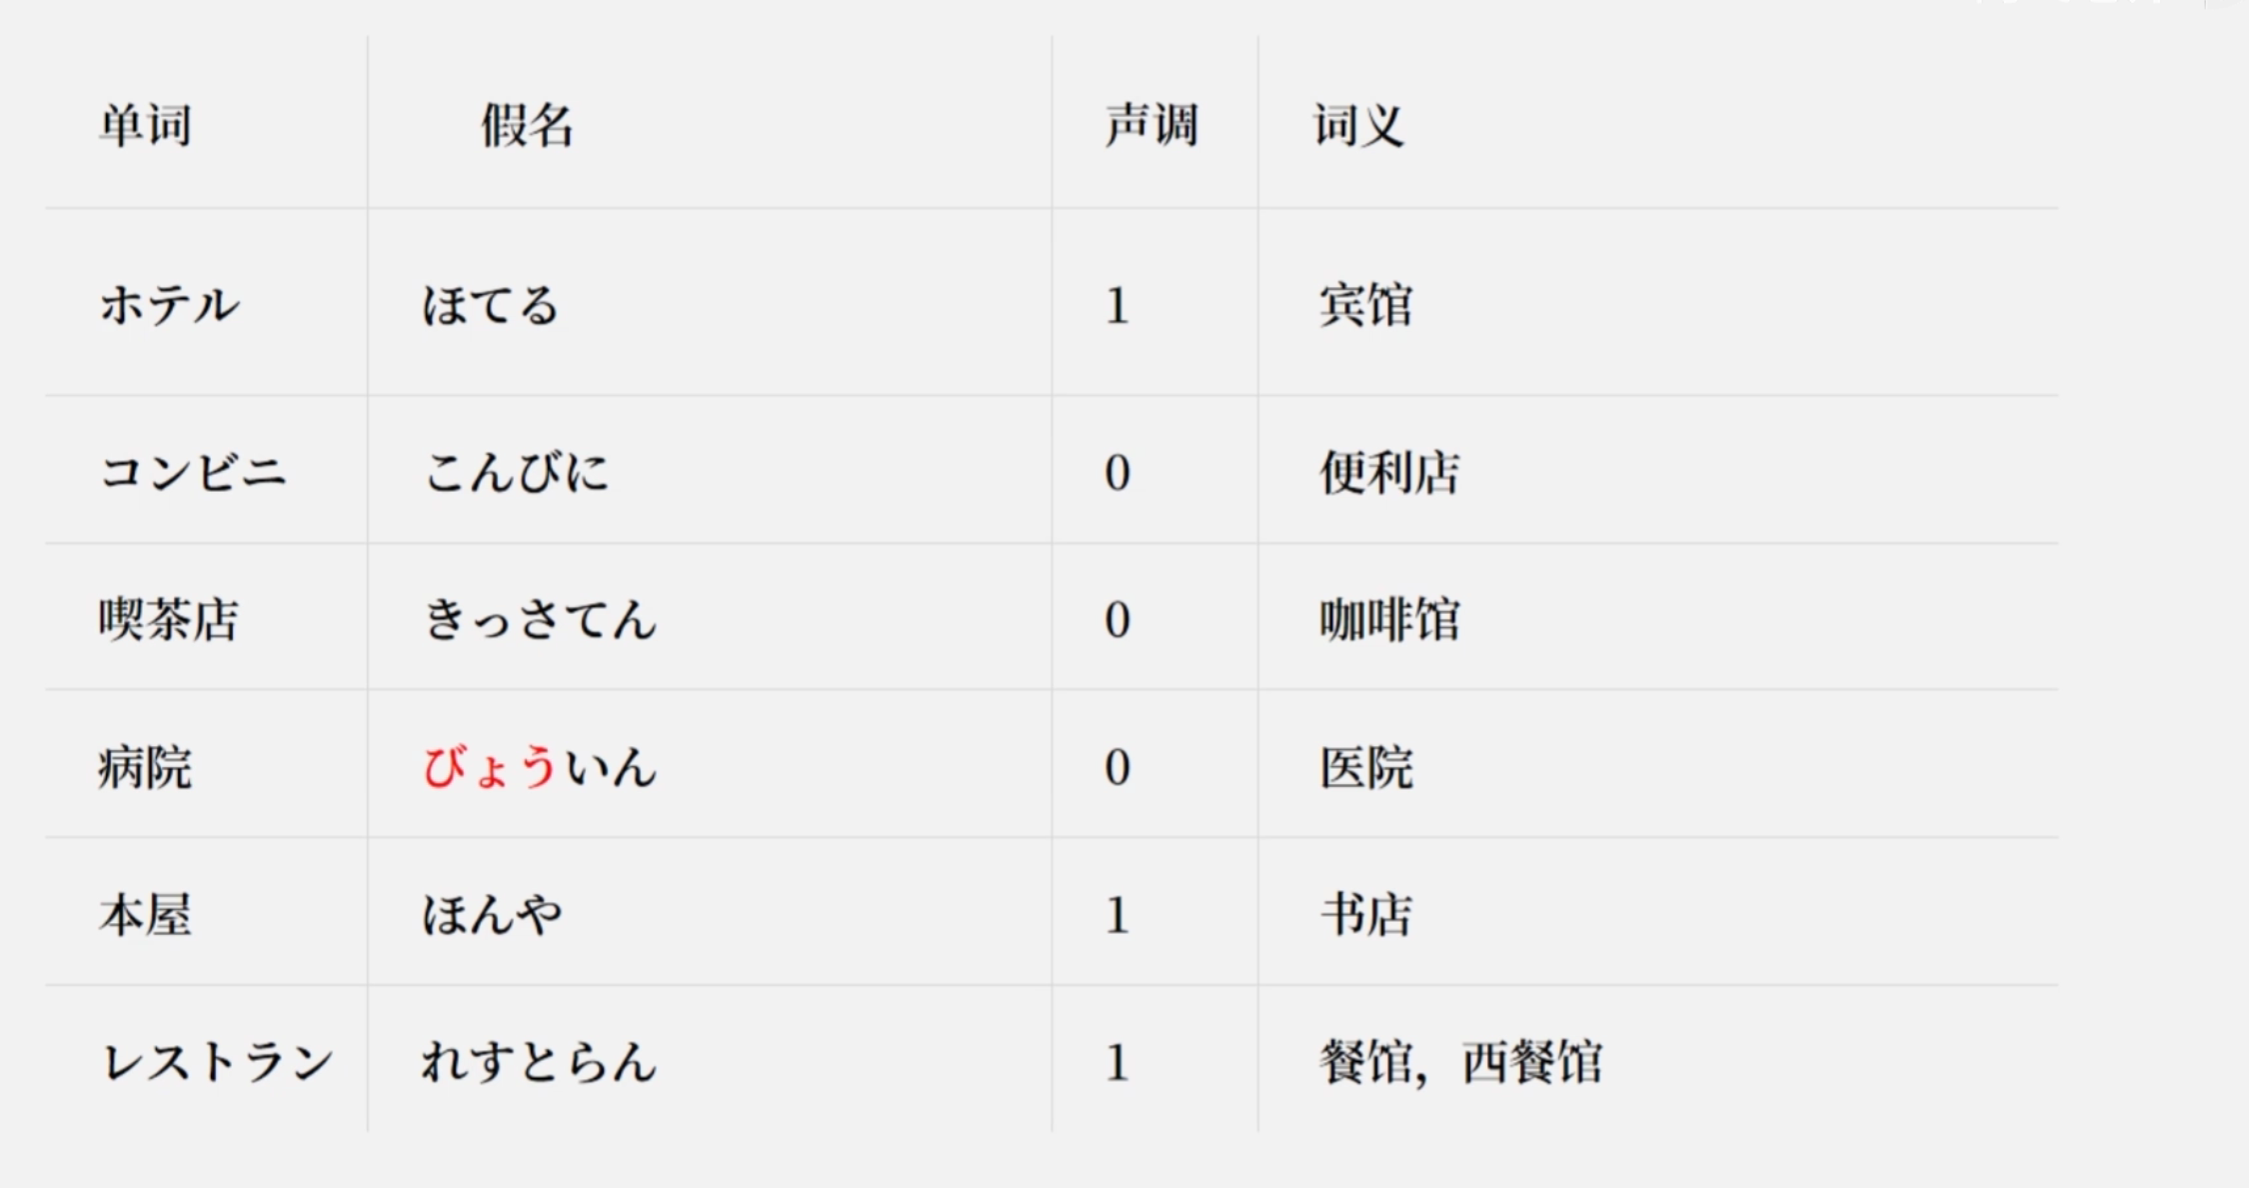 单词 假名 声调 词义
ホテル ほてる 1 宾馆
コンビニ こんびに 0 便利店
喫茶店 きっさてん 0 咖啡馆
病院 びょういん 0 医院
本屋 ほんや 1 书店
レストラン れすとらん 1 餐馆，西餐馆